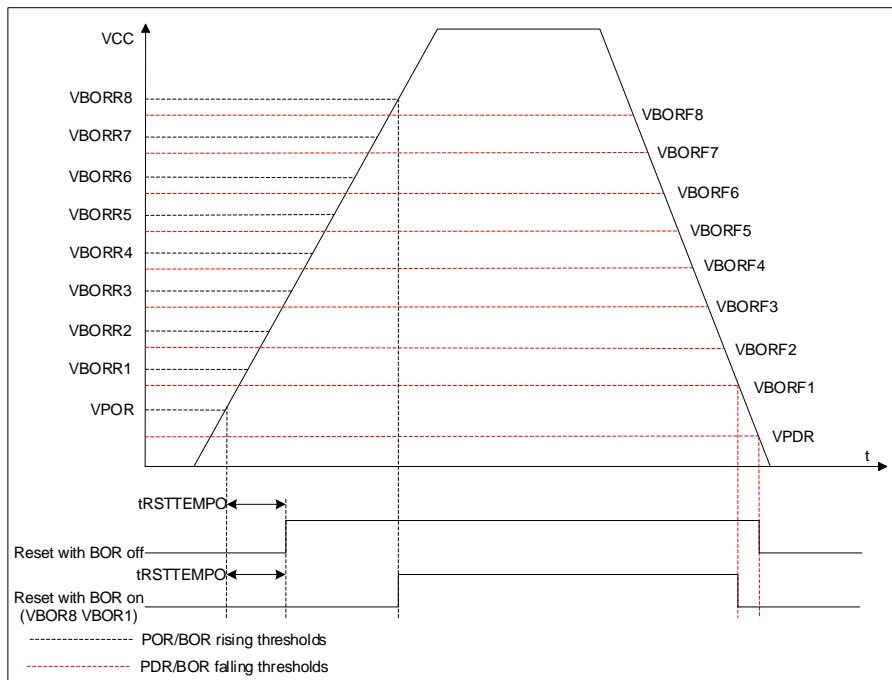 VCC
VBORR8
VBORF8
VBORR7
VBORF7
VBORR6
VBORF6
VBORR5
VBORF5
VBORR4
VBORF4
VBORR3
VBORF3
VBORR2
VBORF2
VBORR1
VBORF1
VPOR
VPDR
t
tRSTTEMPO
Reset with BOR off
tRSTTEMPO
Reset with BOR on
(VBOR8 VBOR1)
POR/BOR rising thresholds
PDR/BOR falling thresholds